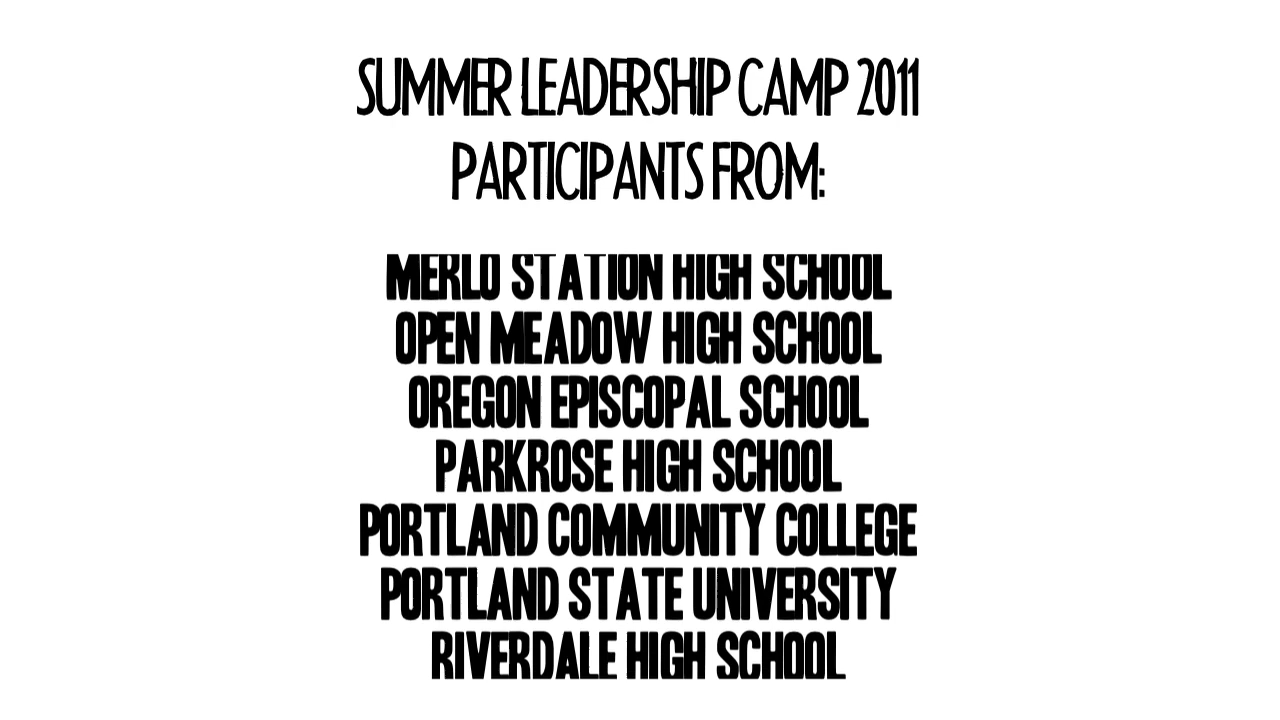 SUMMER LEADERSHIP CAMP 2011
PARTICIPANTS FROM:
MERLO STATION HIGH SCHOOL
OPEN MEADOW HIGH SCHOOL
OREGON EPISCOPAL SCHOOL
PARKROSE HIGH SCHOOL
PORTLAND COMMUNITY COLLEGE
PORTLAND STATE UNIVERSITY
RIVERDALE HIGH SCHOOL